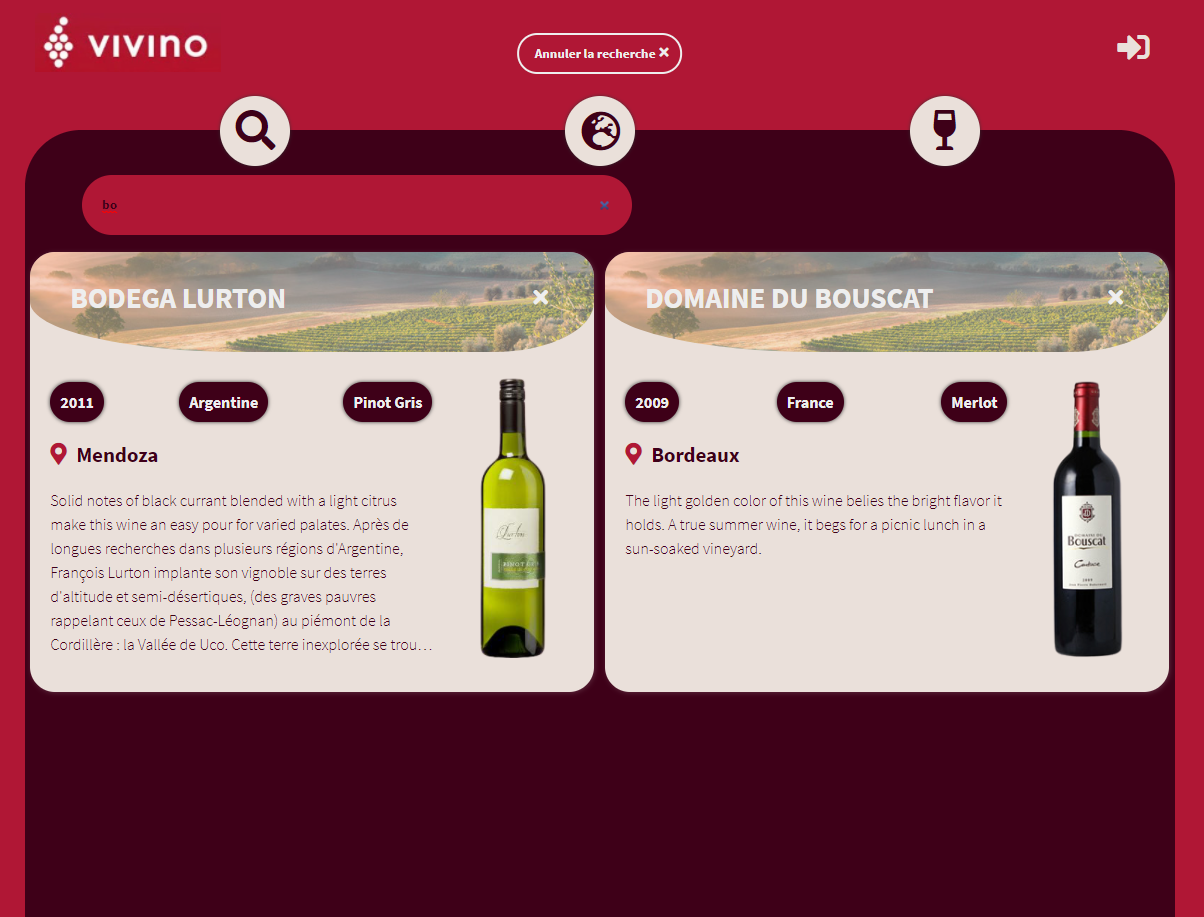 vivino
Annuler la recherche ×
bo
BODEGA LURTON
2011
Argentine
Pinot Gris
Mendoza
Solid notes of black currant blended with a light citrus
make this wine an easy pour for varied palates. Après de
longues recherches dans plusieurs régions d'Argentine,
François Lurton implante son vignoble sur des terres
d'altitude et semi-désertiques, (des graves pauvres
rappelant ceux de Pessac-Léognan) au piémont de la
Cordillère : la Vallée de Uco. Cette terre inexplorée se trou…
Lurton
DOMAINE DU BOUSCAT
2009
France
Merlot
Bordeaux
The light golden color of this wine belies the bright flavor it
holds. A true summer wine, it begs for a picnic lunch in a
sun-soaked vineyard.
DOMAINE DU
Bouscat